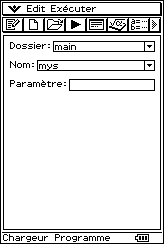 Edit Exécuter
Dossier: main
Nom: mys
Paramètre:
Chargeur Programme